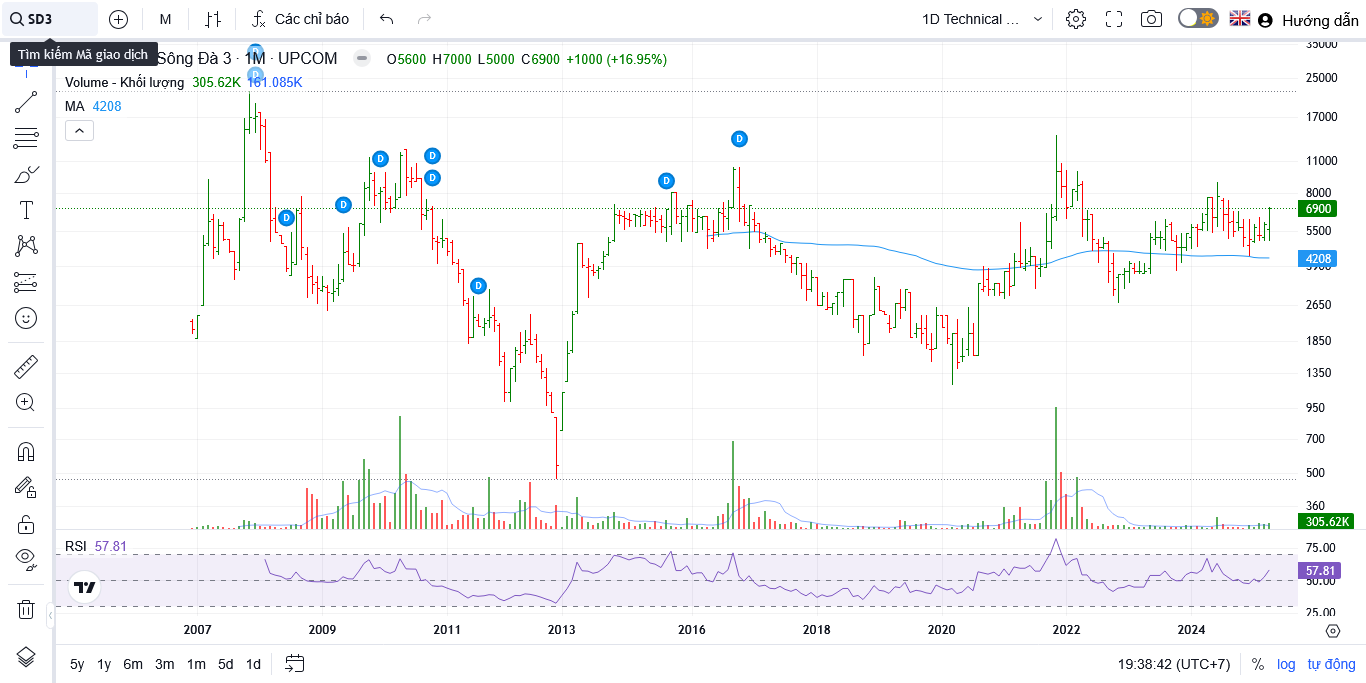 SD3
M
Các chỉ báo
1D Technical ...
Hướng dẫn
Tìm kiếm Mã giao dịch
Sông Đà 3 · 1M · UPCOM
O5600 H7000 L5000 C6900 +1000 (+16.95%)
Volume - Khối lượng 305.62K 161.085K
MA 4208
D
D
D
D
D
D
D
D
D
D
35000
25000
17000
11000
8000
6900
5500
4208
2650
1850
1350
950
700
500
360
305.62K
RSI 57.81
75.00
57.81
50.00
25.00
2007 2009 2011 2013 2016 2018 2020 2022 2024
5y 1y 6m 3m 1m 5d 1d
19:38:42 (UTC+7) % log tự động